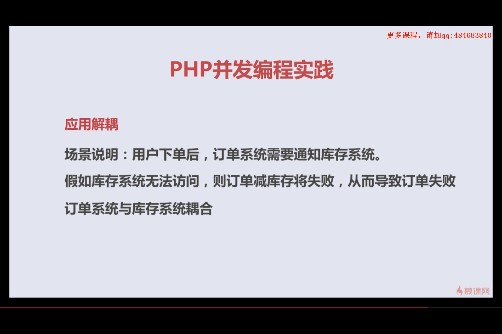 更多课程，请加qq:484683840
PHP并发编程实践
应用解耦
场景说明：用户下单后，订单系统需要通知库存系统。
假如库存系统无法访问，则订单减库存将失败，从而导致订单失败
订单系统与库存系统耦合
慕课网